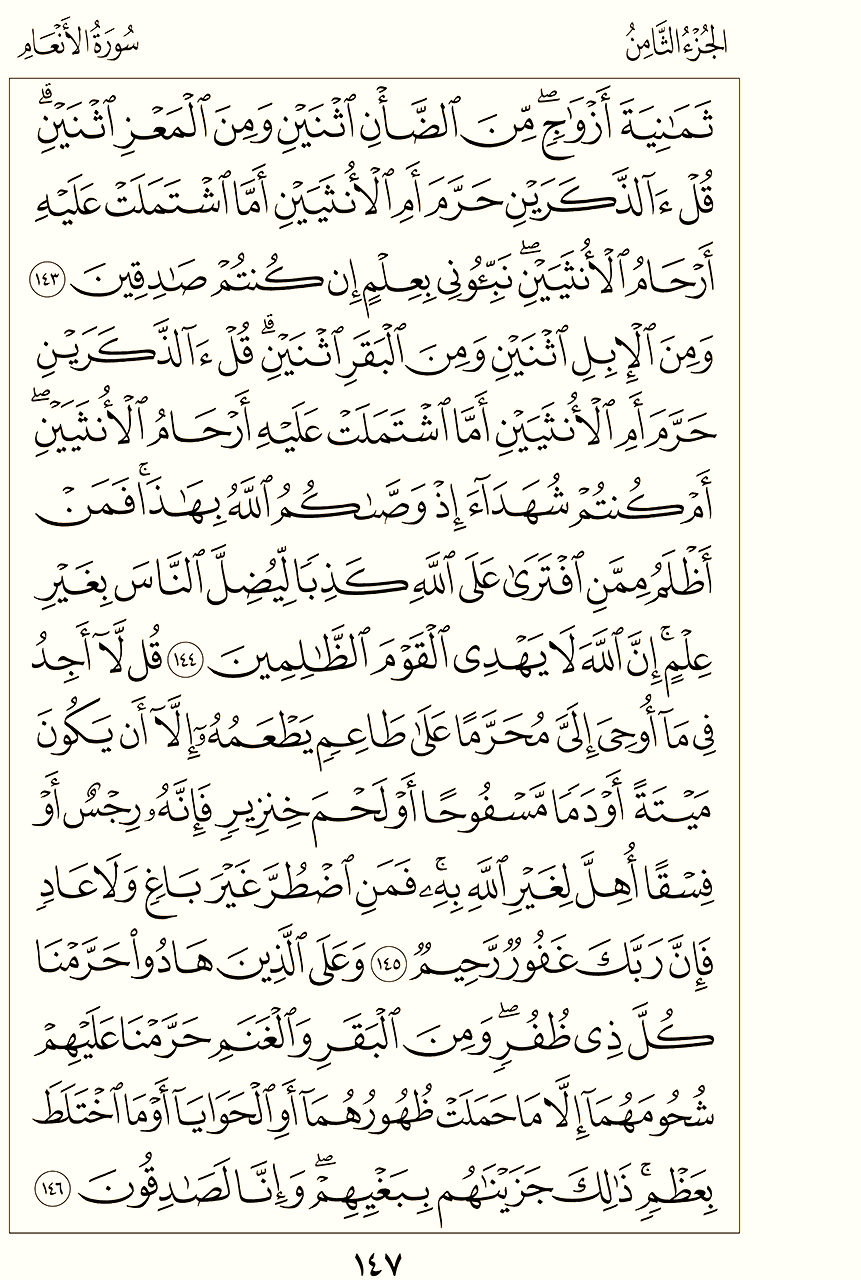 الجُزْءُ الثَّامِنُ
سُورَةُ الأَنْعَامِ
ثَمَٰنِيَةَ أَزْوَٰجٍۖ مِّنَ ٱلضَّأْنِ ٱثْنَيْنِ وَمِنَ ٱلْمَعْزِ ٱثْنَيْنِۗ
قُلْ ءَآلذَّكَرَيْنِ حَرَّمَ أَمِ ٱلْأُنثَيَيْنِ أَمَّا ٱشْتَمَلَتْ عَلَيْهِ
أَرْحَامُ ٱلْأُنثَيَيْنِۖ نَبِّـُٔونِى بِعِلْمٍ إِن كُنتُمْ صَٰدِقِينَ ١٤٣
وَمِنَ ٱلْإِبِلِ ٱثْنَيْنِ وَمِنَ ٱلْبَقَرِ ٱثْنَيْنِۗ قُلْ ءَآلذَّكَرَيْنِ
حَرَّمَ أَمِ ٱلْأُنثَيَيْنِ أَمَّا ٱشْتَمَلَتْ عَلَيْهِ أَرْحَامُ ٱلْأُنثَيَيْنِۖ
أَمْ كُنتُمْ شُهَدَآءَ إِذْ وَصَّىٰكُمُ ٱللَّهُ بِهَٰذَاۚ فَمَنْ
أَظْلَمُ مِمَّنِ ٱفْتَرَىٰ عَلَى ٱللَّهِ كَذِبًا لِّيُضِلَّ ٱلنَّاسَ بِغَيْرِ
عِلْمٍۚ إِنَّ ٱللَّهَ لَا يَهْدِى ٱلْقَوْمَ ٱلظَّٰلِمِينَ ١٤٤ قُل لَّآ أَجِدُ
فِى مَآ أُوحِىَ إِلَىَّ مُحَرَّمًا عَلَىٰ طَاعِمٍ يَطْعَمُهُۥٓ إِلَّآ أَن يَكُونَ
مَيْتَةً أَوْ دَمًا مَّسْفُوحًا أَوْ لَحْمَ خِنزِيرٍ فَإِنَّهُۥ رِجْسٌ أَوْ
فِسْقًا أُهِلَّ لِغَيْرِ ٱللَّهِ بِهِۦۚ فَمَنِ ٱضْطُرَّ غَيْرَ بَاغٍ وَلَا عَادٍ
فَإِنَّ رَبَّكَ غَفُورٌ رَّحِيمٌ ١٤٥ وَعَلَى ٱلَّذِينَ هَادُوا۟ حَرَّمْنَا
كُلَّ ذِى ظُفُرٍۖ وَمِنَ ٱلْبَقَرِ وَٱلْغَنَمِ حَرَّمْنَا عَلَيْهِمْ
شُحُومَهُمَآ إِلَّا مَا حَمَلَتْ ظُهُورُهُمَآ أَوِ ٱلْحَوَايَآ أَوْ مَا ٱخْتَلَطَ
بِعَظْمٍۚ ذَٰلِكَ جَزَيْنَٰهُم بِبَغْيِهِمْۖ وَإِنَّا لَصَٰدِقُونَ ١٤٦
١٤٧